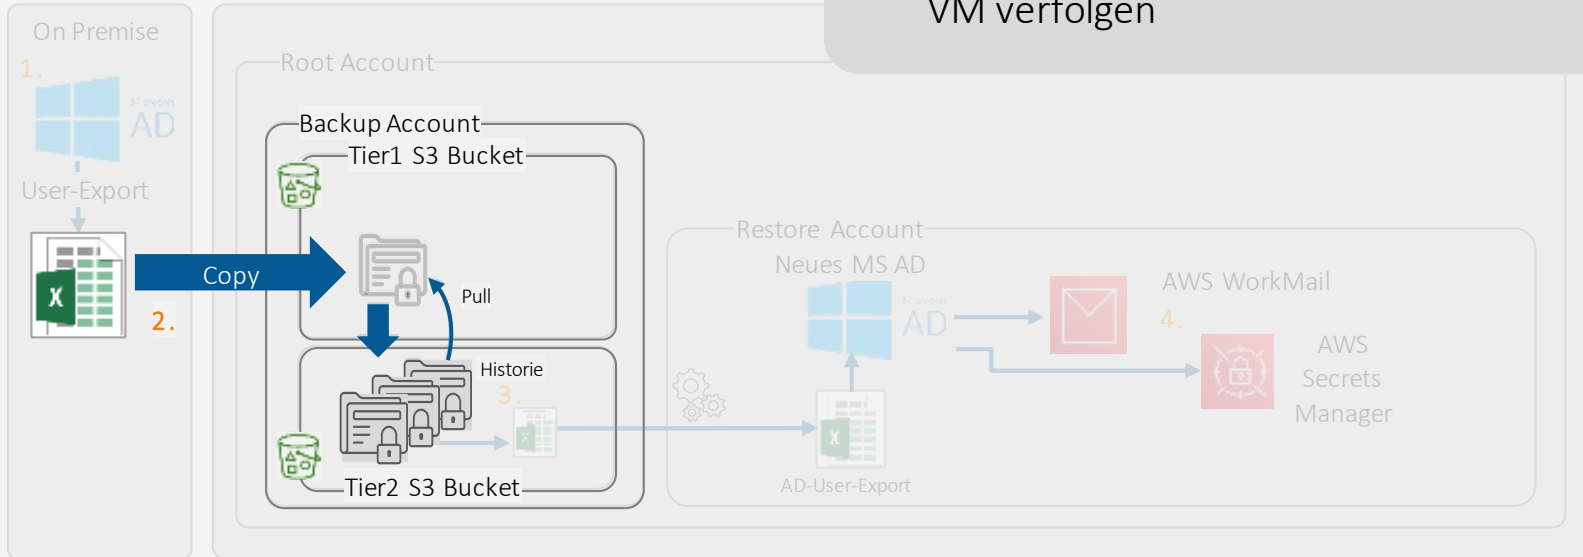 VM verfolgen
On Premise
1.
Microsoft
AD
User-Export
X
Copy
2.
Root Account
Backup Account
Tier1 S3 Bucket
Pull
Historie
3.
X
Tier2 S3 Bucket
Restore Account
Neues MS AD
Microsoft
AD
X
AD-User-Export
AWS WorkMail
4.
AWS
Secrets
Manager